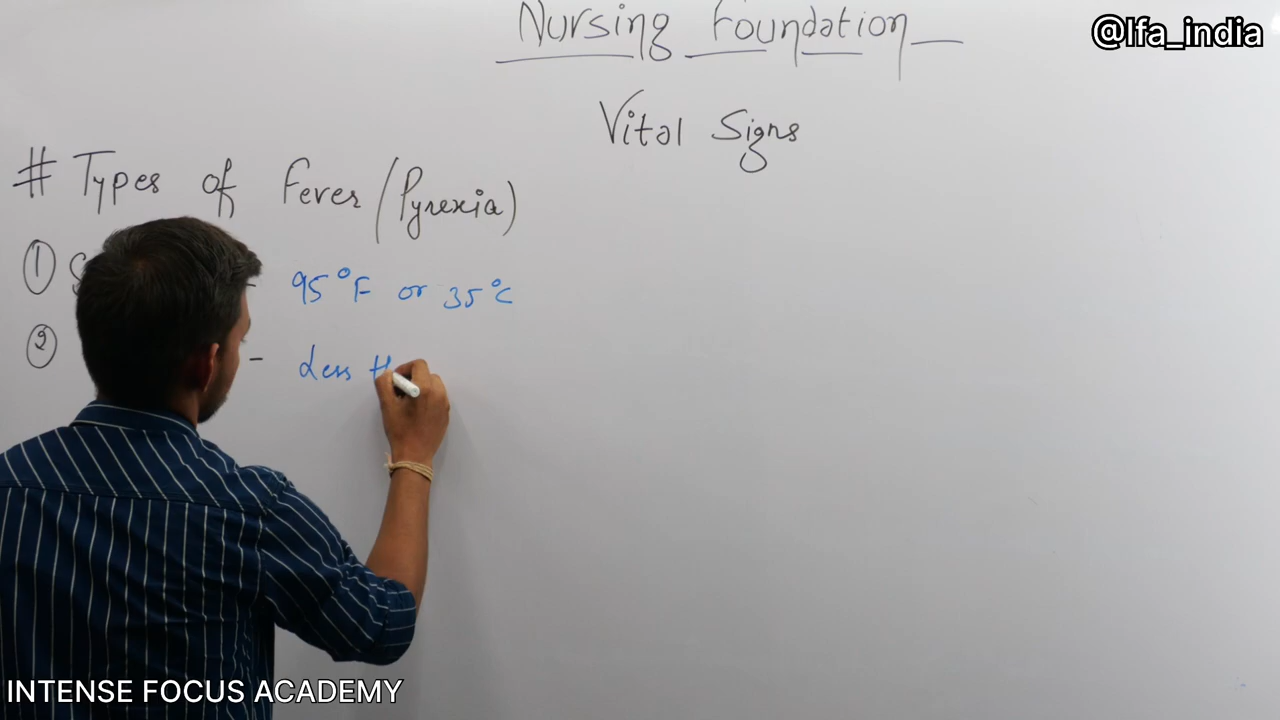 Nursing Foundation
@Ifa_india
Vital Signs
# Types of Fever (Pyrexia)
① - 95°F or 35°C
② - Less
INTENSE FOCUS ACADEMY